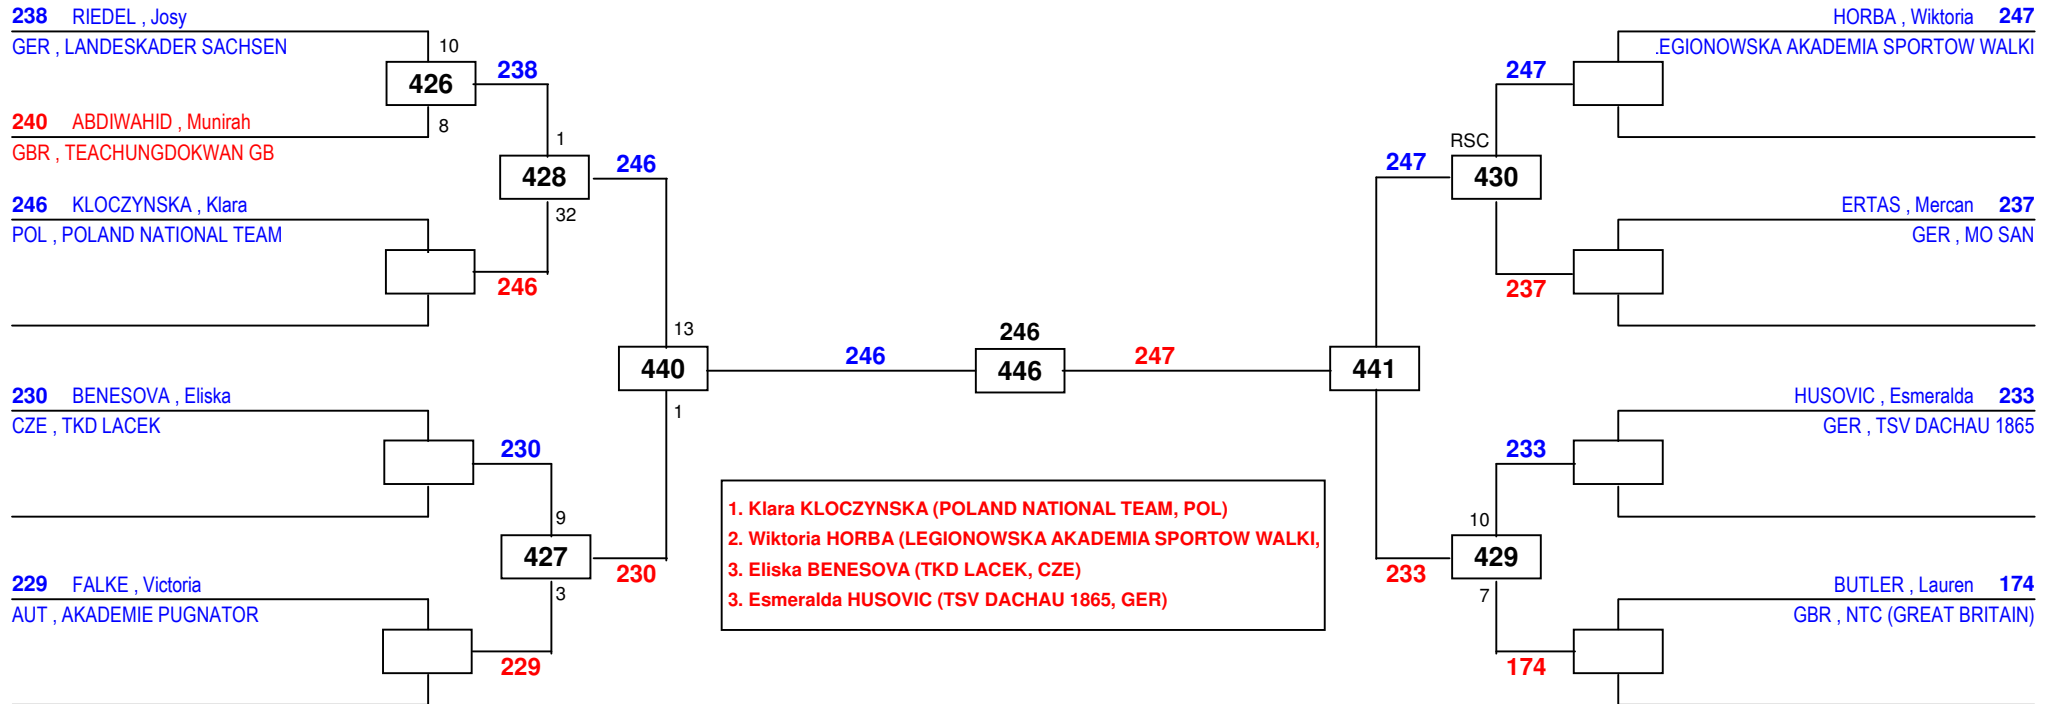 238 RIEDEL , Josy
GER , LANDESKADER SACHSEN
10
426
238
8
240 ABDIWAHID , Munirah
GBR , TEACHUNGDOKWAN GB
1
428
246
32
246 KLOCZYNSKA , Klara
POL , POLAND NATIONAL TEAM
246
13
440
1
230 BENESOVA , Eliska
CZE , TKD LACEK
230
9
427
230
3
229 FALKE , Victoria
AUT , AKADEMIE PUGNATOR
229
246
246
446
247
1. Klara KLOCZYNSKA (POLAND NATIONAL TEAM, POL)
2. Wiktoria HORBA (LEGIONOWSKA AKADEMIA SPORTOW WALKI,
3. Eliska BENESOVA (TKD LACEK, CZE)
3. Esmeralda HUSOVIC (TSV DACHAU 1865, GER)
HORBA , Wiktoria 247
.EGIONOWSKA AKADEMIA SPORTOW WALKI
247
RSC
247
430
ERTAS , Mercan 237
GER , MO SAN
237
441
HUSOVIC , Esmeralda 233
GER , TSV DACHAU 1865
233
10
429
233
7
BUTLER , Lauren 174
GBR , NTC (GREAT BRITAIN)
174